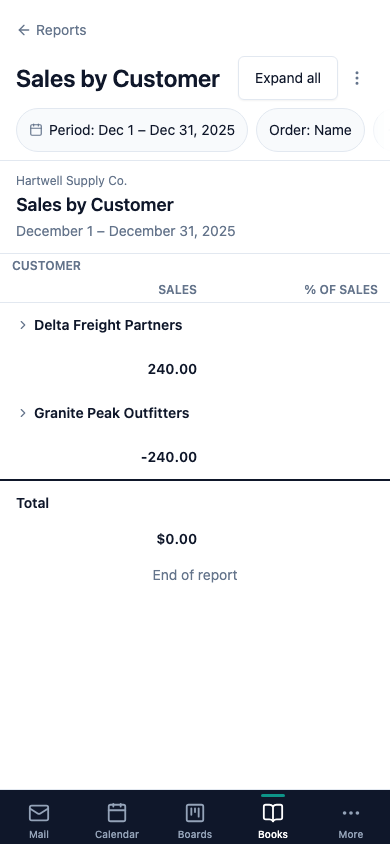 Reports
Sales by Customer
Expand all
Period: Dec 1 – Dec 31, 2025
Order: Name
Hartwell Supply Co.
Sales by Customer
December 1 – December 31, 2025
CUSTOMER
SALES % OF SALES
Delta Freight Partners
240.00
Granite Peak Outfitters
-240.00
Total
$0.00
End of report
Mail Calendar Boards Books More